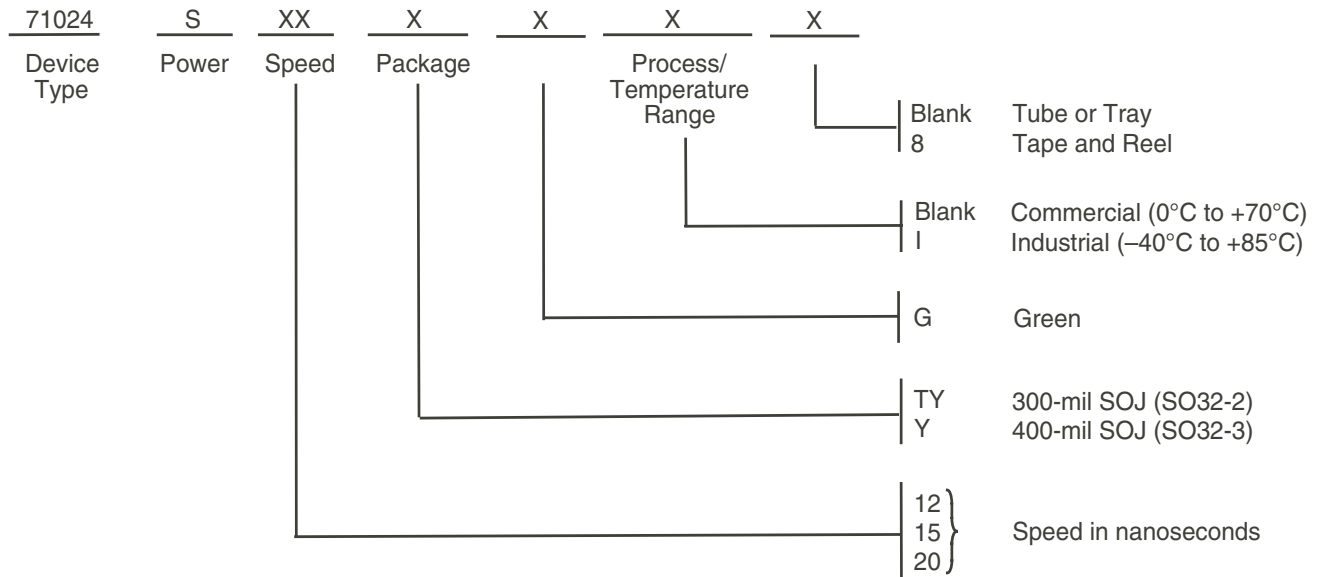 71024 S XX X X X X
Device Type
Power
Speed
Package
Process/
Temperature
Range
Blank Tube or Tray
8 Tape and Reel
Blank Commercial (0°C to +70°C)
I Industrial (–40°C to +85°C)
G Green
TY 300-mil SOJ (SO32-2)
Y 400-mil SOJ (SO32-3)
12
15 Speed in nanoseconds
20